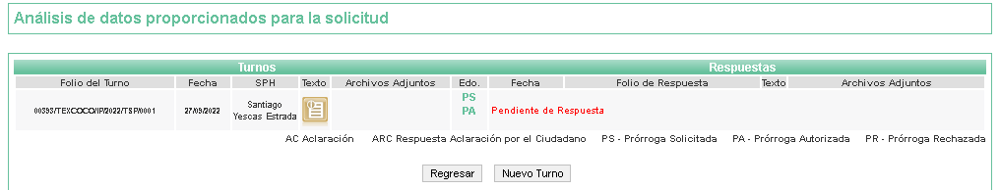 Análisis de datos proporcionados para la solicitud
Turnos Respuestas
Folio del Turno Fecha SPH Texto Archivos Adjuntos Edo. Fecha Folio de Respuesta Texto Archivos Adjuntos
00393/TEXCOCO/IP/2022/TSP/0001 27/09/2022 Santiago Yescas Estrada PS PA Pendiente de Respuesta
AC Aclaración ARC Respuesta Aclaración por el Ciudadano PS - Prórroga Solicitada PA - Prórroga Autorizada PR - Prórroga Rechazada
Regresar Nuevo Turno